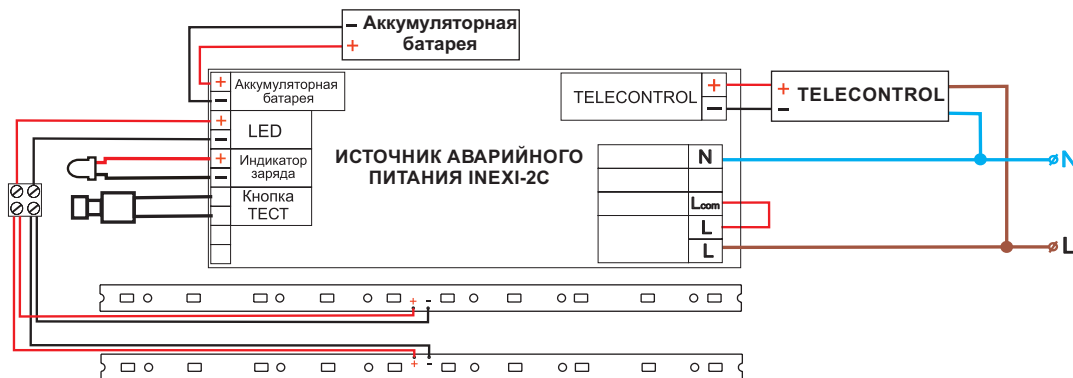 − Аккумуляторная
+ батарея
+ Аккумуляторная
− батарея
+ LED
−
+ Индикатор
− заряда
Кнопка
ТЕСТ
ИСТОЧНИК АВАРИЙНОГО
ПИТАНИЯ INEXI-2C
TELECONTROL +
−
+ TELECONTROL
−
N
Lcom
L
L
N
L
+ −
+ −